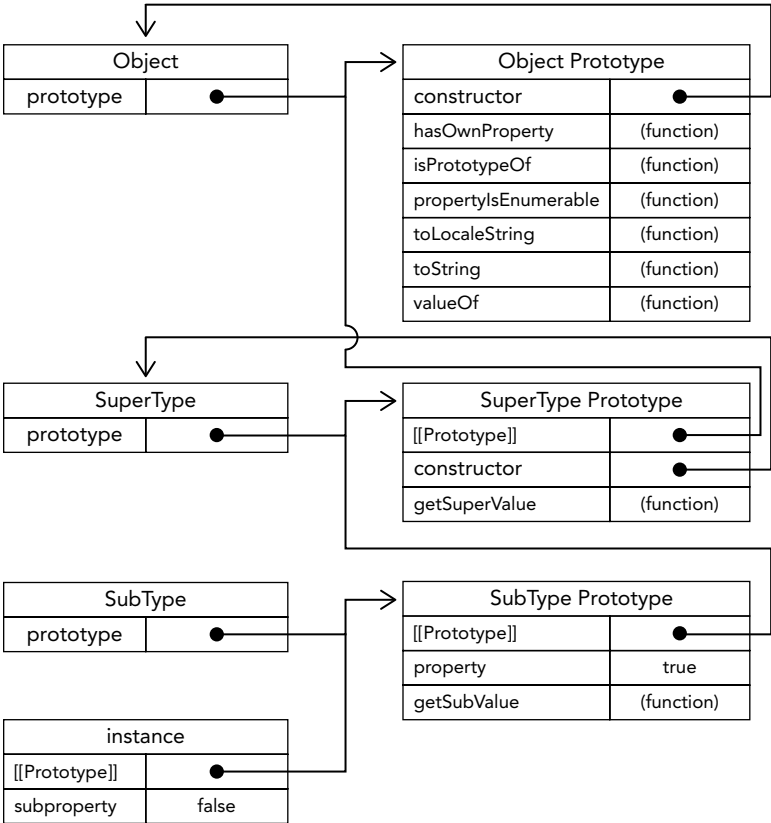 Object
prototype
Object Prototype
constructor
hasOwnProperty (function)
isPrototypeOf (function)
propertyIsEnumerable (function)
toLocaleString (function)
toString (function)
valueOf (function)
SuperType
prototype
SuperType Prototype
[[Prototype]]
constructor
getSuperValue (function)
SubType
prototype
SubType Prototype
[[Prototype]]
property true
getSubValue (function)
instance
[[Prototype]]
subproperty false